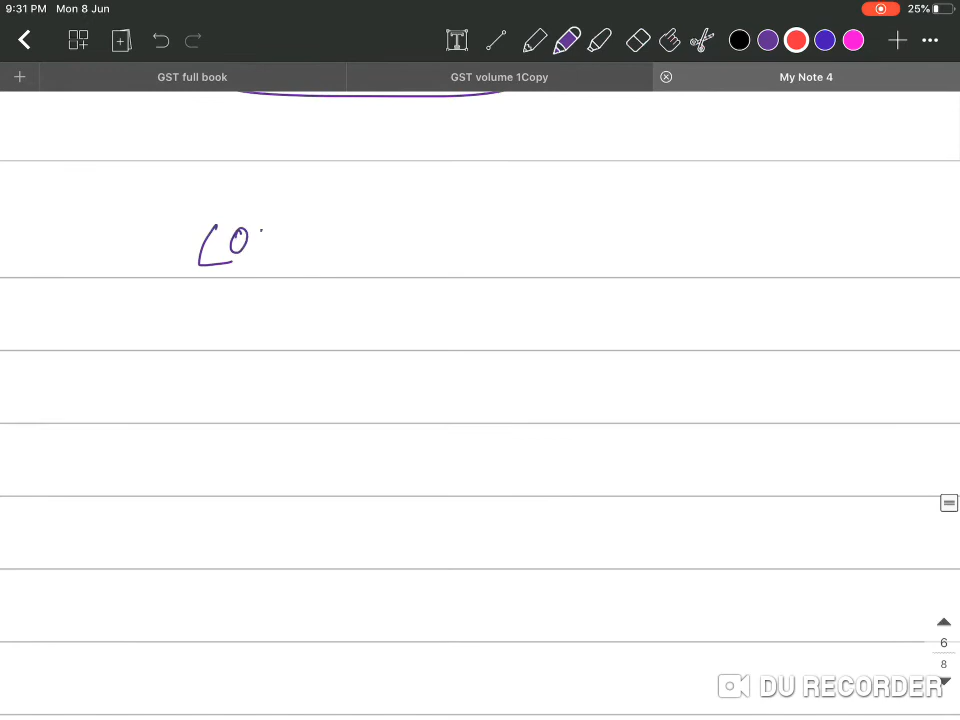 9:31 PM Mon 8 Jun 25%
GST full book GST volume 1Copy My Note 4
LO
6
8
DU RECORDER